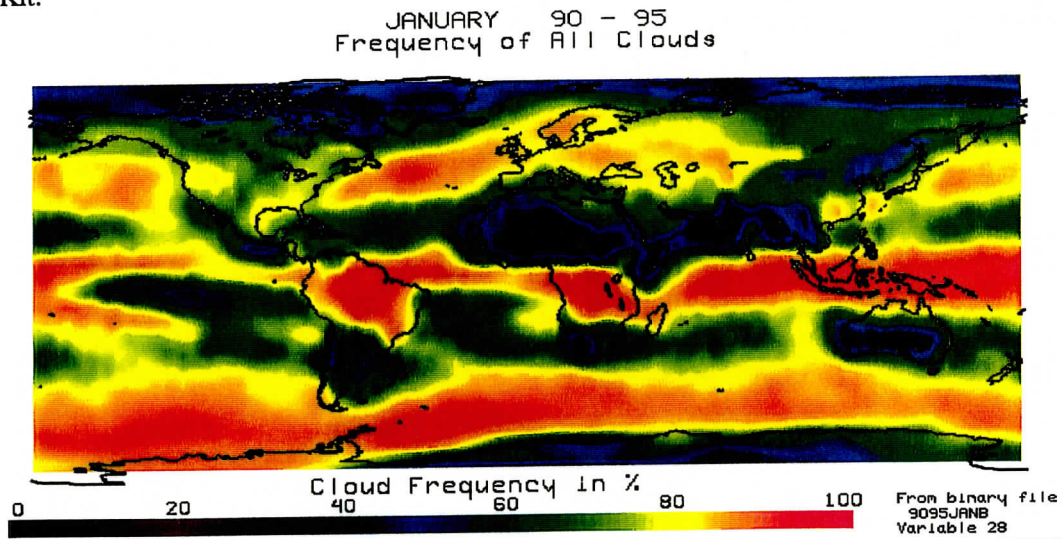 Kit.
JANUARY 90 - 95
Frequency of All Clouds
Cloud Frequency in %
0 20 40 60 80 100
From binary file
9095JANB
Variable 28